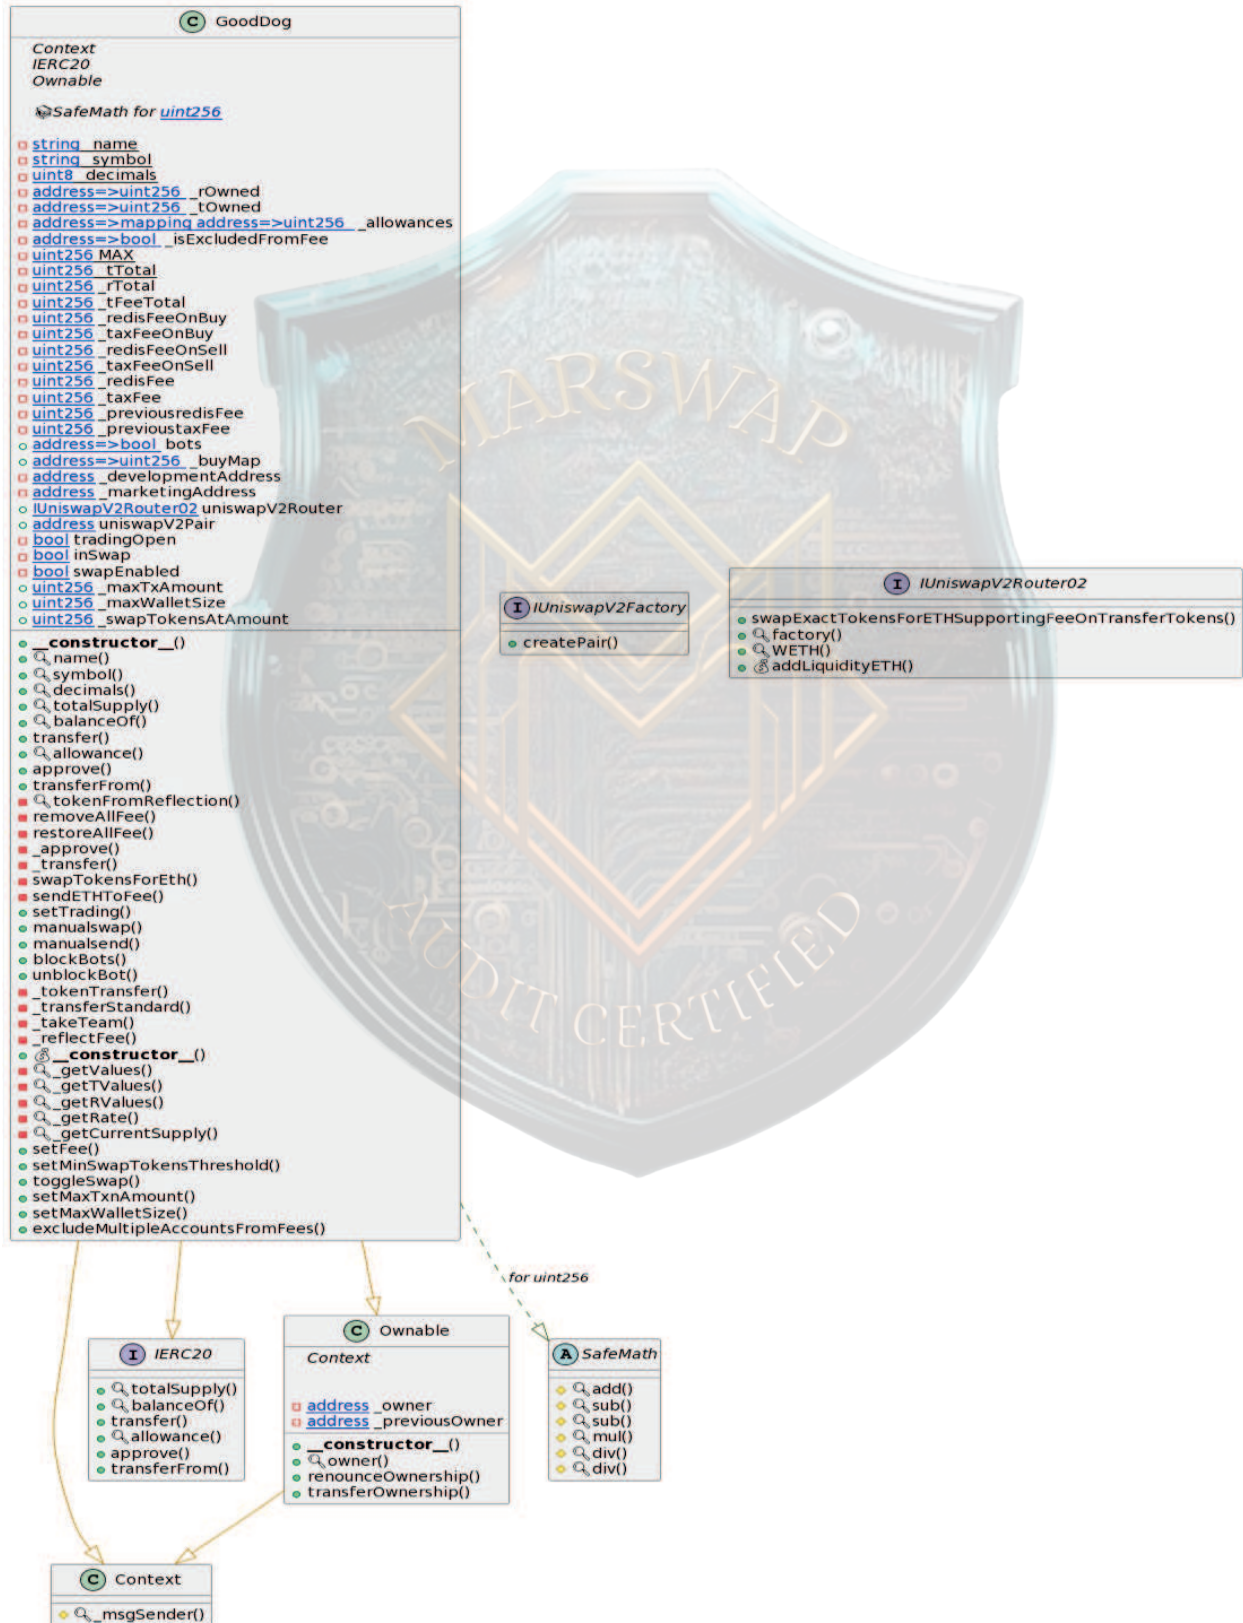 C GoodDog
Context
IERC20
Ownable
SafeMath for uint256
string _name
string _symbol
uint8 _decimals
address=>uint256 _rOwned
address=>uint256 _tOwned
address=>mapping address=>uint256 _allowances
address=>bool _isExcludedFromFee
uint256 MAX
uint256 _tTotal
uint256 _rTotal
uint256 _tFeeTotal
uint256 _redisFeeOnBuy
uint256 _taxFeeOnBuy
uint256 _redisFeeOnSell
uint256 _taxFeeOnSell
uint256 _redisFee
uint256 _taxFee
uint256 _previousredisFee
uint256 _previoustaxFee
address=>bool bots
address=>uint256 _buyMap
address _developmentAddress
address _marketingAddress
IUniswapV2Router02 uniswapV2Router
address uniswapV2Pair
bool tradingOpen
bool inSwap
bool swapEnabled
uint256 _maxTxAmount
uint256 _maxWalletSize
uint256 _swapTokensAtAmount
__constructor__()
name()
symbol()
decimals()
totalSupply()
balanceOf()
transfer()
allowance()
approve()
transferFrom()
tokenFromReflection()
removeAllFee()
restoreAllFee()
_approve()
_transfer()
swapTokensForEth()
sendETHToFee()
setTrading()
manualswap()
manualsend()
blockBots()
unblockBot()
_tokenTransfer()
_transferStandard()
_takeTeam()
_reflectFee()
__constructor__()
_getValues()
_getTValues()
_getRValues()
_getRate()
_getCurrentSupply()
setFee()
setMinSwapTokensThreshold()
toggleSwap()
setMaxTxnAmount()
setMaxWalletSize()
excludeMultipleAccountsFromFees()
MARSWAP
AUDIT CERTIFIED
I IUniswapV2Factory
createPair()
I IUniswapV2Router02
swapExactTokensForETHSupportingFeeOnTransferTokens()
factory()
WETH()
addLiquidityETH()
for uint256
I IERC20
totalSupply()
balanceOf()
transfer()
allowance()
approve()
transferFrom()
C Ownable
Context
address _owner
address _previousOwner
__constructor__()
owner()
renounceOwnership()
transferOwnership()
A SafeMath
add()
sub()
sub()
mul()
div()
div()
C Context
_msgSender()